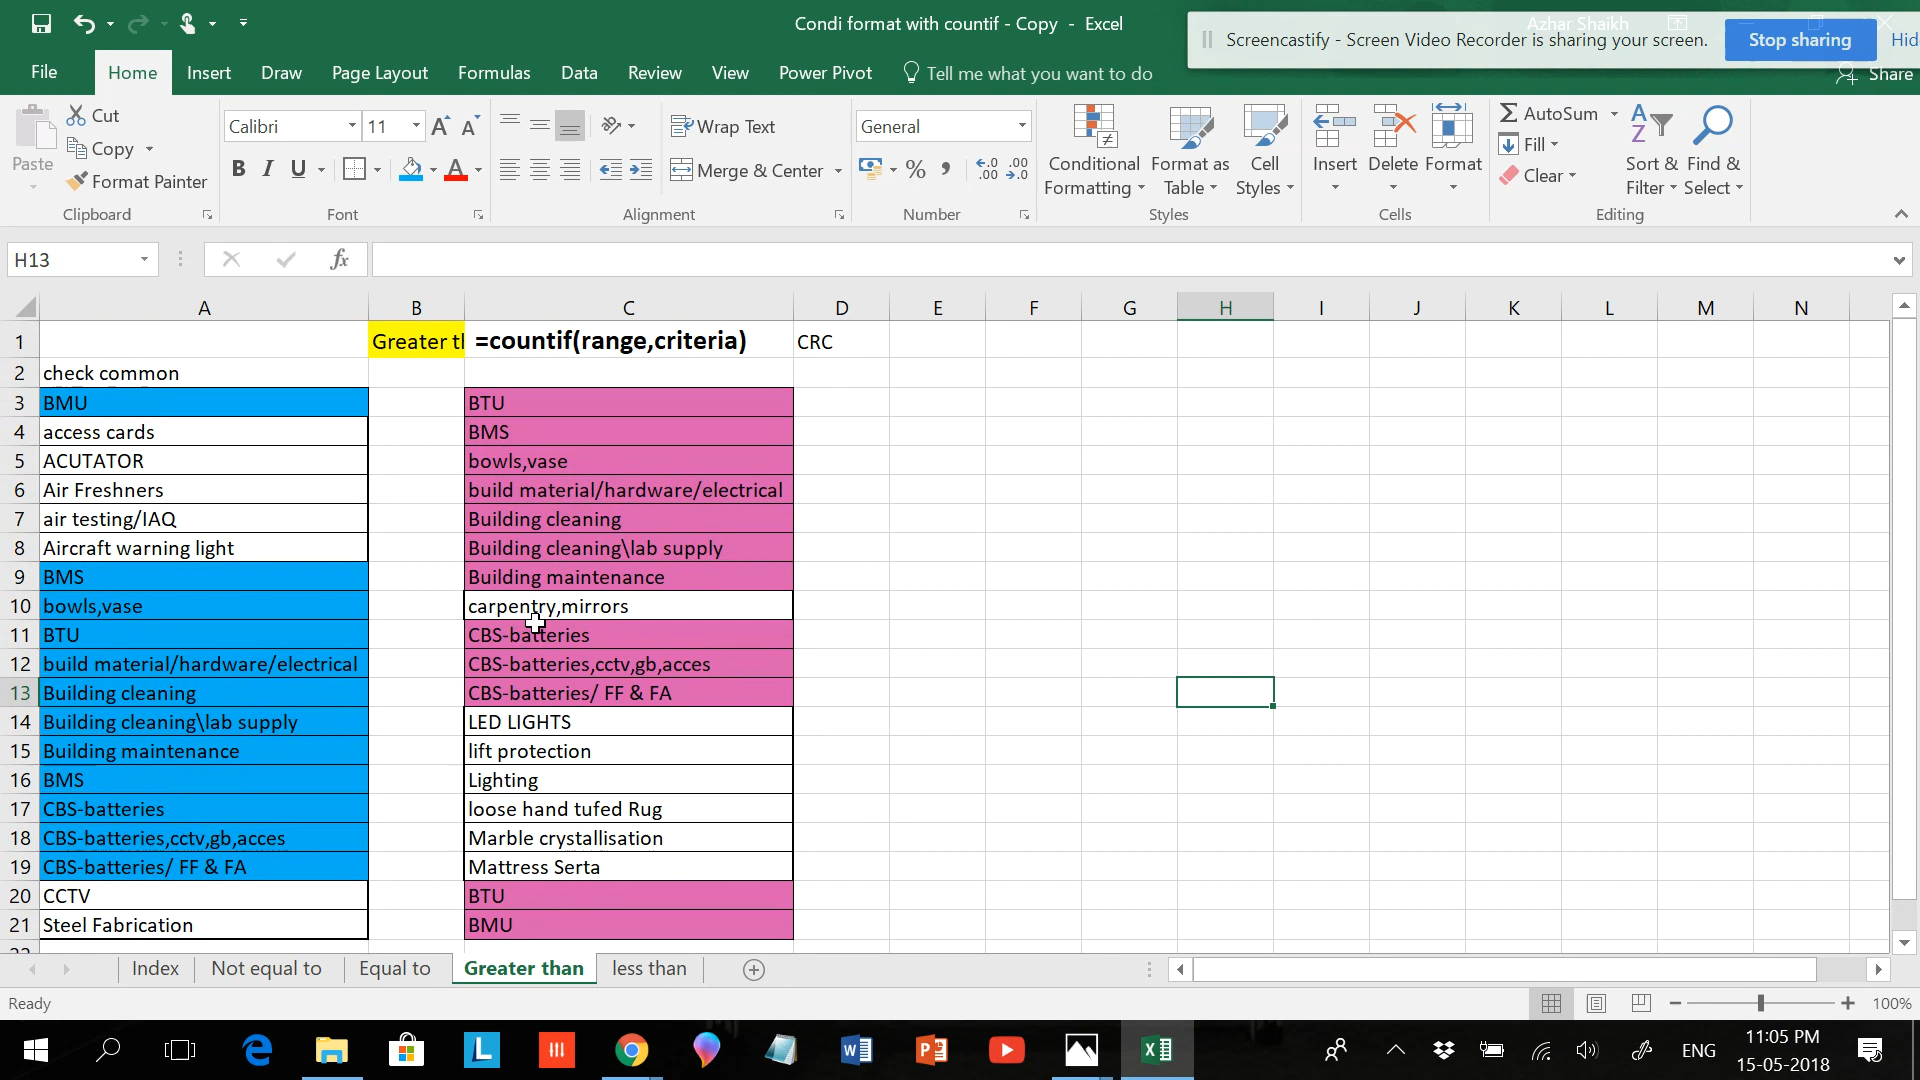 Condi format with countif - Copy - Excel
Azhar Shaikh
Screencastify - Screen Video Recorder is sharing your screen.
Stop sharing
Hid
File Home Insert Draw Page Layout Formulas Data Review View Power Pivot Tell me what you want to do
Share
Paste
Cut
Copy
Format Painter
Clipboard
Calibri 11
B I U
Font
Wrap Text
Merge & Center
Alignment
General
% ,
Number
Conditional Formatting
Format as Table
Cell Styles
Styles
Insert Delete Format
Cells
AutoSum
Fill
Clear
Sort & Filter
Find & Select
Editing
H13
fx
A B C D E F G H I J K L M N
1 Greater th =countif(range,criteria) CRC
2 check common
3 BMU BTU
4 access cards BMS
5 ACUTATOR bowls,vase
6 Air Freshners build material/hardware/electrical
7 air testing/IAQ Building cleaning
8 Aircraft warning light Building cleaning\lab supply
9 BMS Building maintenance
10 bowls,vase carpentry,mirrors
11 BTU CBS-batteries
12 build material/hardware/electrical CBS-batteries,cctv,gb,acces
13 Building cleaning CBS-batteries/ FF & FA
14 Building cleaning\lab supply LED LIGHTS
15 Building maintenance lift protection
16 BMS Lighting
17 CBS-batteries loose hand tufed Rug
18 CBS-batteries,cctv,gb,acces Marble crystallisation
19 CBS-batteries/ FF & FA Mattress Serta
20 CCTV BTU
21 Steel Fabrication BMU
22
Index Not equal to Equal to Greater than less than
Ready
100%
ENG
11:05 PM
15-05-2018